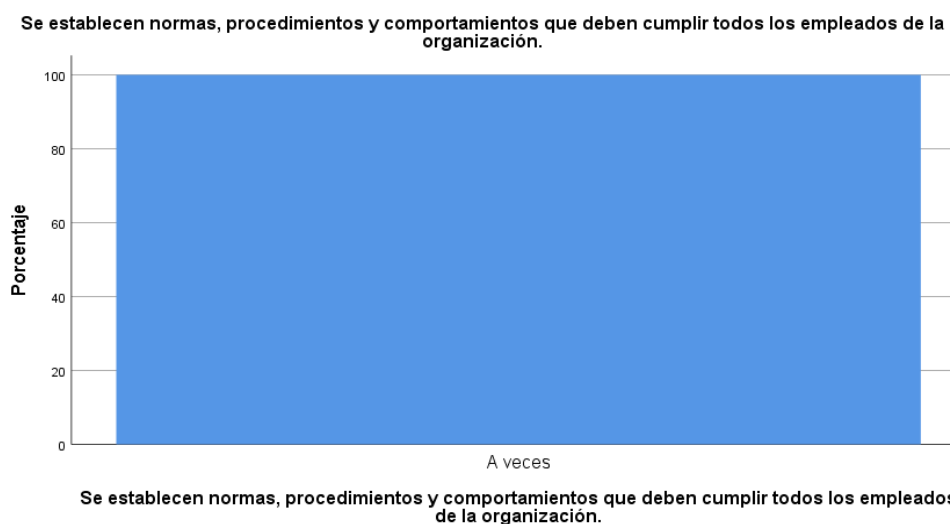 Se establecen normas, procedimientos y comportamientos que deben cumplir todos los empleados de la
organización.
100
80
60
40
20
0
Porcentaje
A veces
Se establecen normas, procedimientos y comportamientos que deben cumplir todos los empleados
de la organización.